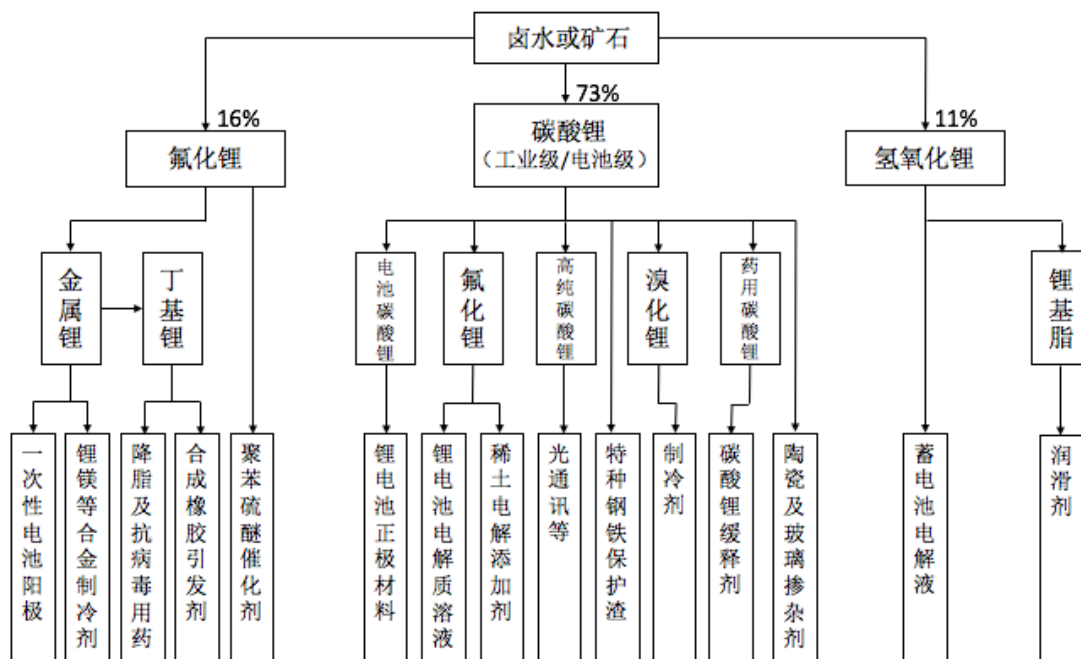 卤水或矿石
16%
73%
11%
氟化锂
碳酸锂
（工业级/电池级）
氢氧化锂
金属锂
丁基锂
电池碳酸锂
氟化锂
高纯碳酸锂
溴化锂
药用碳酸锂
锂基脂
一次性电池阳极
锂镁等合金制冷剂
降脂及抗病毒用药
合成橡胶引发剂
聚苯硫醚催化剂
锂电池正极材料
锂电池电解质溶液
稀土电解添加剂
光通讯等
特种钢铁保护渣
制冷剂
碳酸锂缓释剂
陶瓷及玻璃掺杂剂
蓄电池电解液
润滑剂